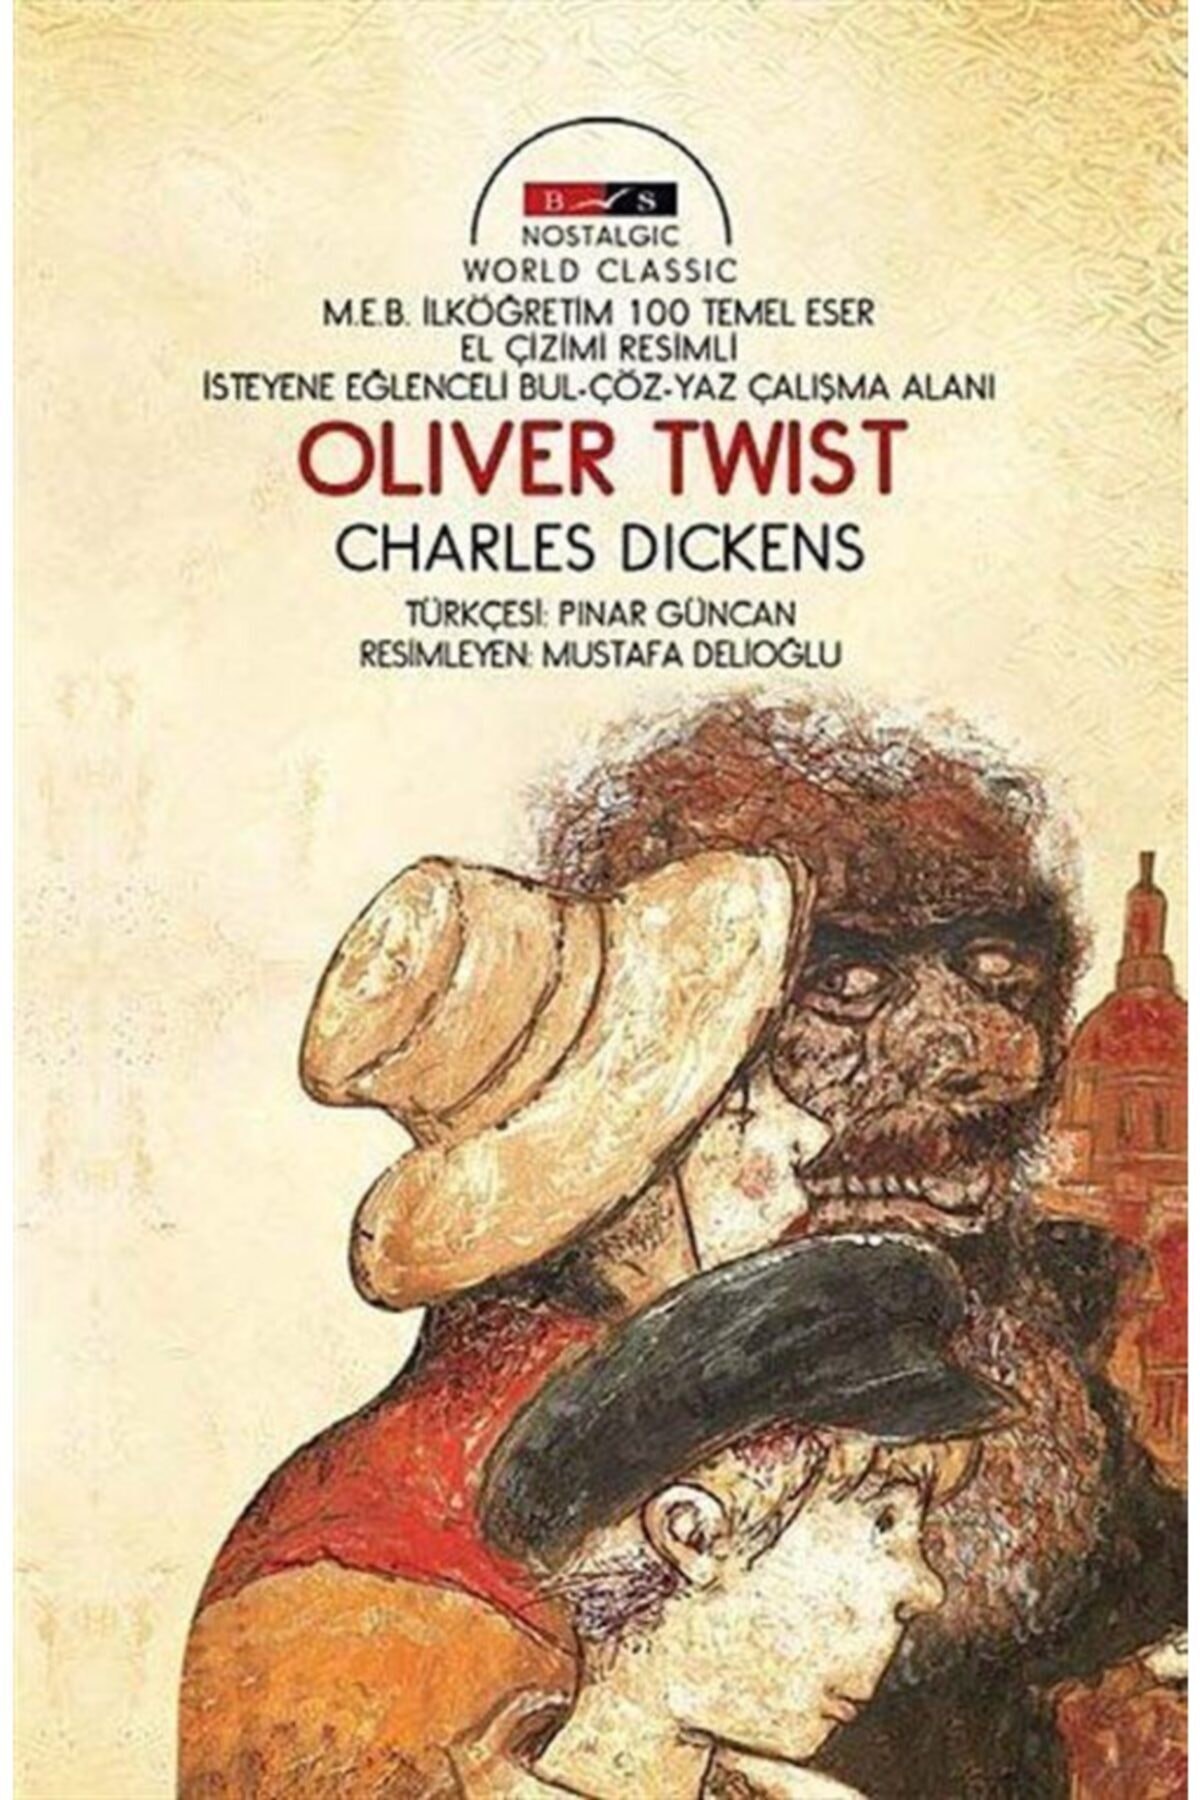 B S
NOSTALGIC
WORLD CLASSIC
M.E.B. İLKÖĞRETİM 100 TEMEL ESER
EL ÇİZİMİ RESİMLİ
İSTEYENE EĞLENCELİ BUL-ÇÖZ-YAZ ÇALIŞMA ALANI
OLIVER TWIST
CHARLES DICKENS
TÜRKÇESİ: PINAR GÜNCAN
RESİMLEYEN: MUSTAFA DELİOĞLU